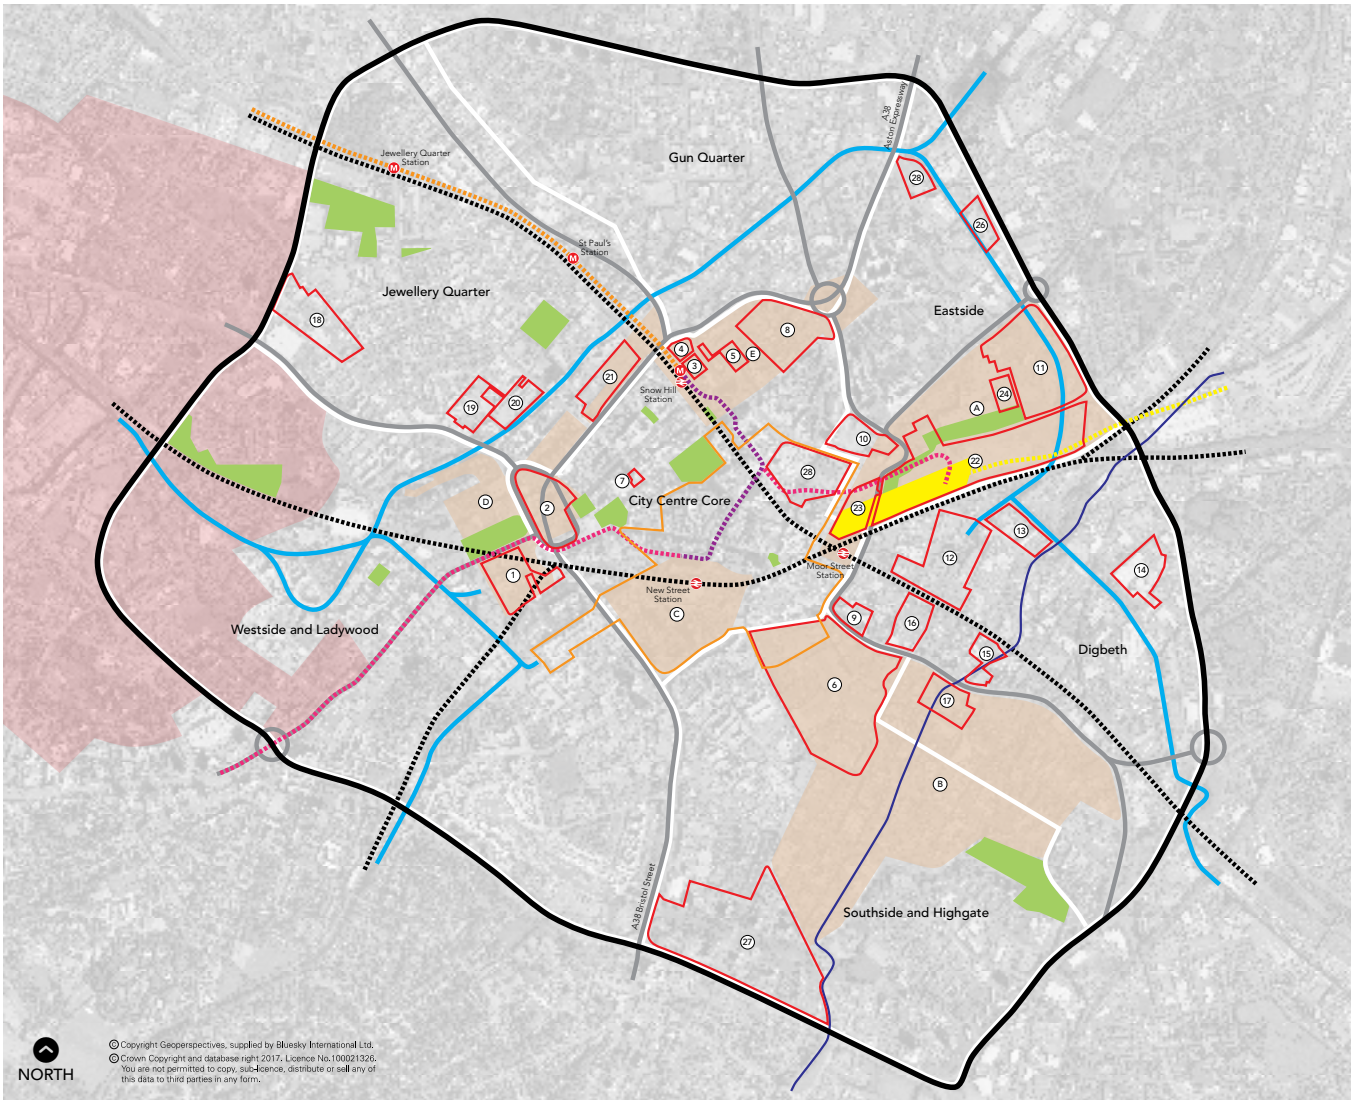 A38
Aston Expressway
Gun Quarter
Jewellery Quarter
Station
M
28
26
St Paul's
Station
M
Jewellery Quarter
Eastside
18
8
4
5
E
3
M
11
21
Snow Hill
Station
24
19
20
A
10
22
28
7
City Centre Core
D
2
23
13
12
Moor Street
Station
14
1
New Street
Station
C
9
16
Westside and Ladywood
15
Digbeth
6
17
B
A38 Bristol Street
Southside and Highgate
27
NORTH
© Copyright Geoperspectives, supplied by Bluesky International Ltd.
© Crown Copyright and database right 2017. Licence No.100021326.
You are not permitted to copy, sub-licence, distribute or sell any of
this data to third parties in any form.